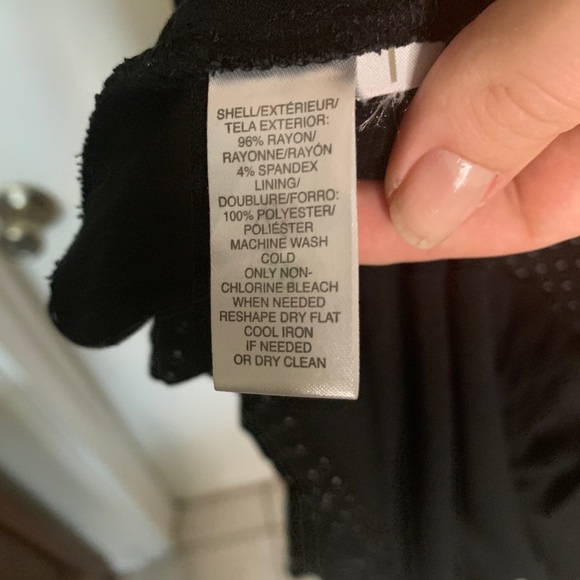 SHELL/EXTÉRIEUR/
TELA EXTERIOR:
96% RAYON/
RAYONNE/RAYÓN
4% SPANDEX
LINING/
DOUBLURE/FORRO:
100% POLYESTER/
POLIÉSTER
MACHINE WASH
COLD
ONLY NON-
CHLORINE BLEACH
WHEN NEEDED
RESHAPE DRY FLAT
COOL IRON
IF NEEDED
OR DRY CLEAN